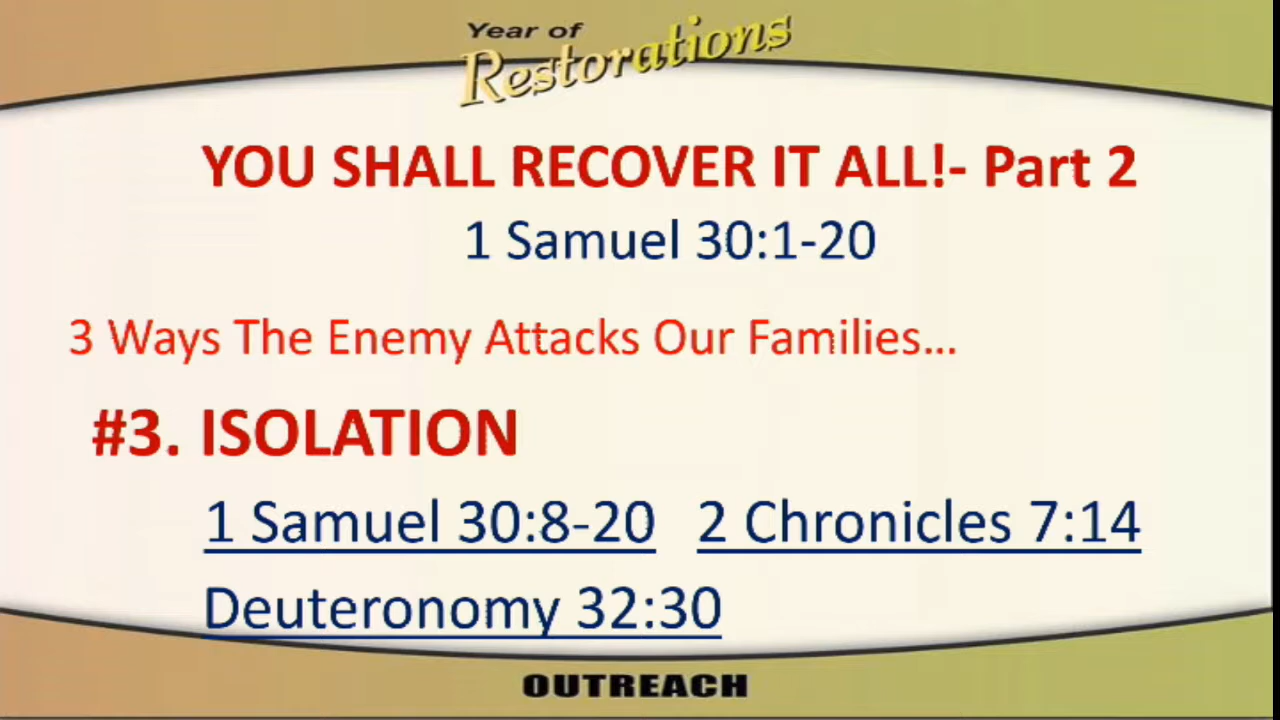 Year of
Restorations
YOU SHALL RECOVER IT ALL!- Part 2
1 Samuel 30:1-20
3 Ways The Enemy Attacks Our Families...
#3. ISOLATION
1 Samuel 30:8-20 2 Chronicles 7:14
Deuteronomy 32:30
OUTREACH